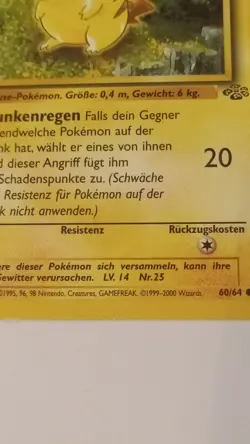 se-Pokémon. Größe: 0,4 m, Gewicht: 6 kg.
unkenregen Falls dein Gegner
endwelche Pokémon auf der
nk hat, wählt er eines von ihnen
d dieser Angriff fügt ihm
20
Schadenspunkte zu. (Schwäche
Resistenz für Pokémon auf der
k nicht anwenden.)
Resistenz
Rückzugskosten
ere dieser Pokémon sich versammeln, kann ihre
Gewitter verursachen. LV. 14 Nr. 25
©1995, 96, 98 Nintendo, Creatures, GAMEFREAK. ©1999-2000 Wizards.
60/64